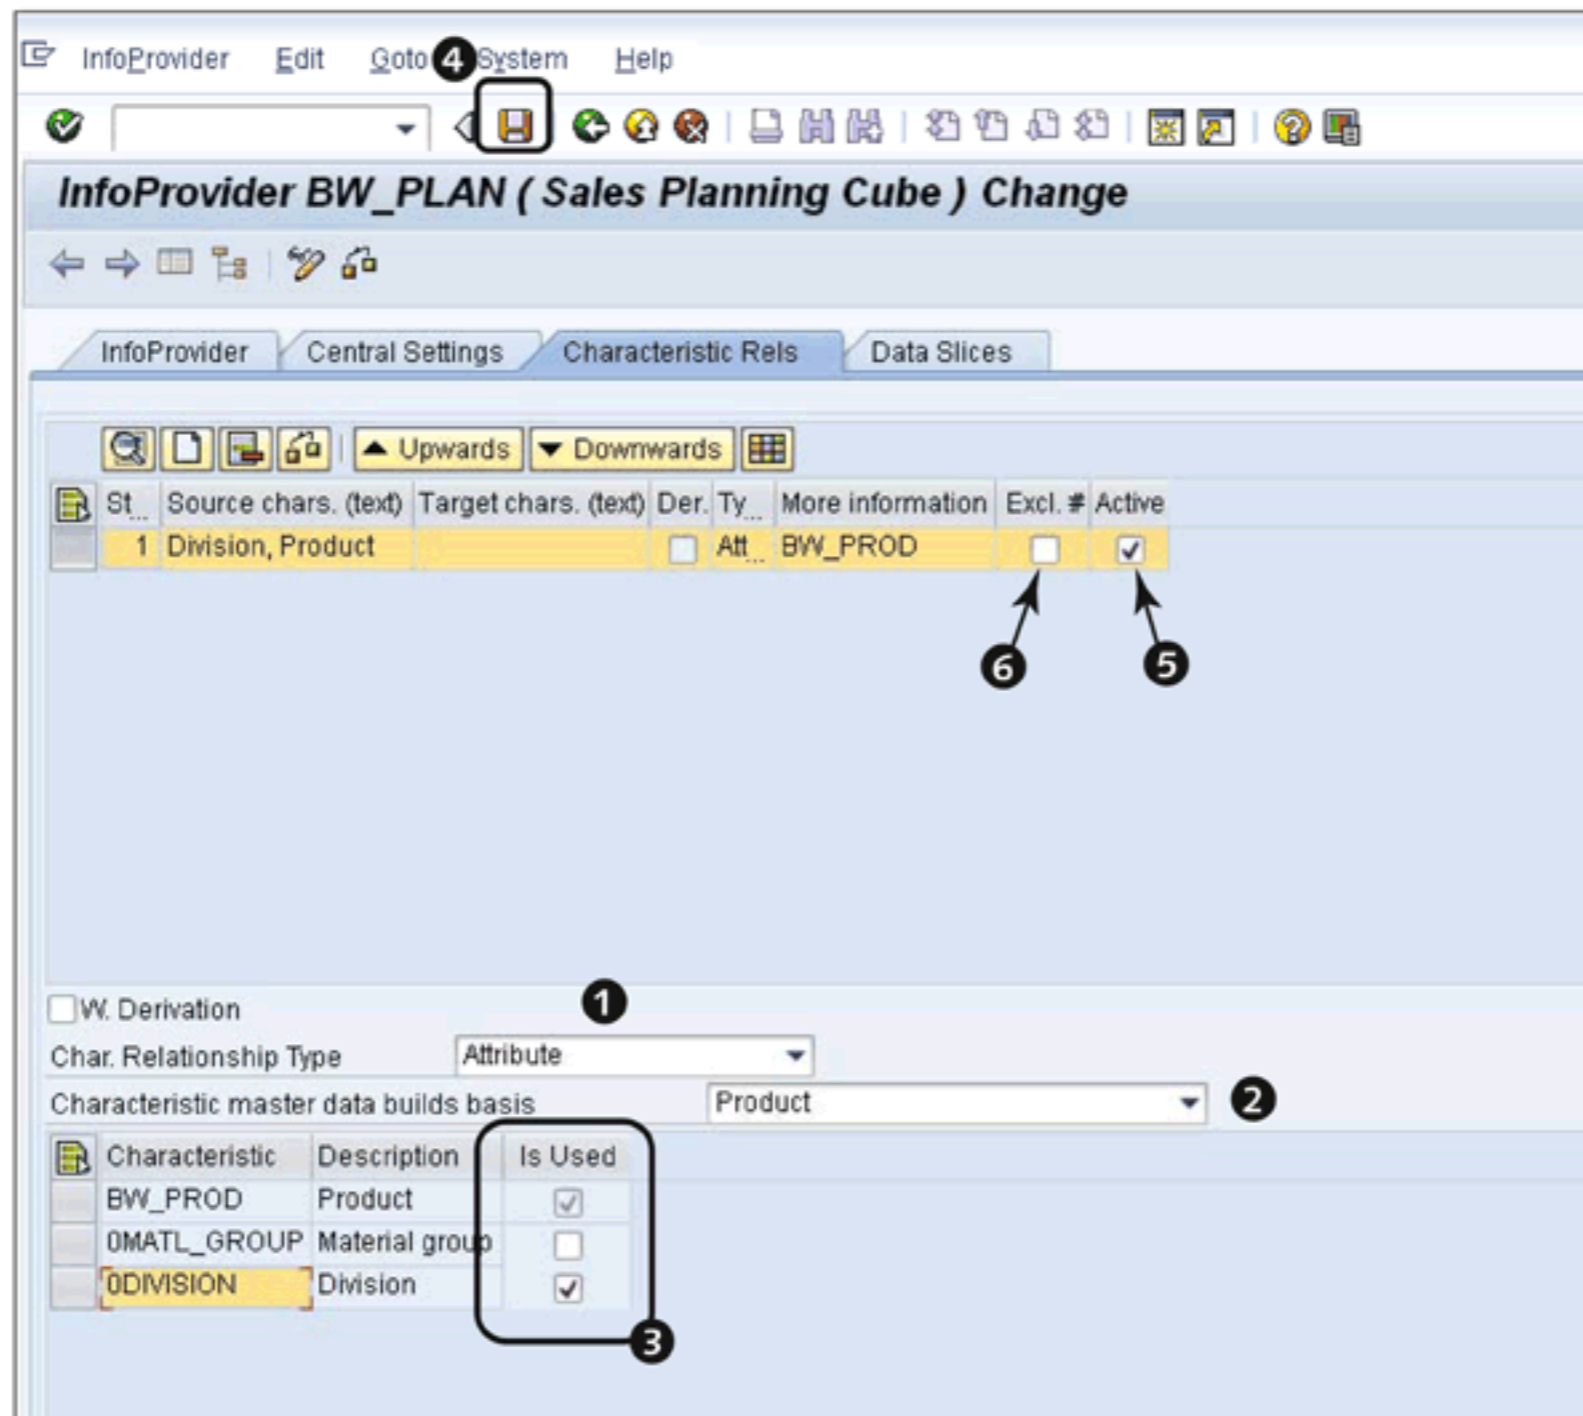 InfoProvider Edit Goto 4 System Help
InfoProvider BW_PLAN ( Sales Planning Cube ) Change
InfoProvider Central Settings Characteristic Rels Data Slices
Upwards Downwards
St... Source chars. (text) Target chars. (text) Der. Ty... More information Excl. # Active
1 Division, Product Att... BW_PROD
6 5
W. Derivation 1
Char. Relationship Type Attribute
Characteristic master data builds basis Product 2
Characteristic Description Is Used
BW_PROD Product
0MATL_GROUP Material group
0DIVISION Division
3